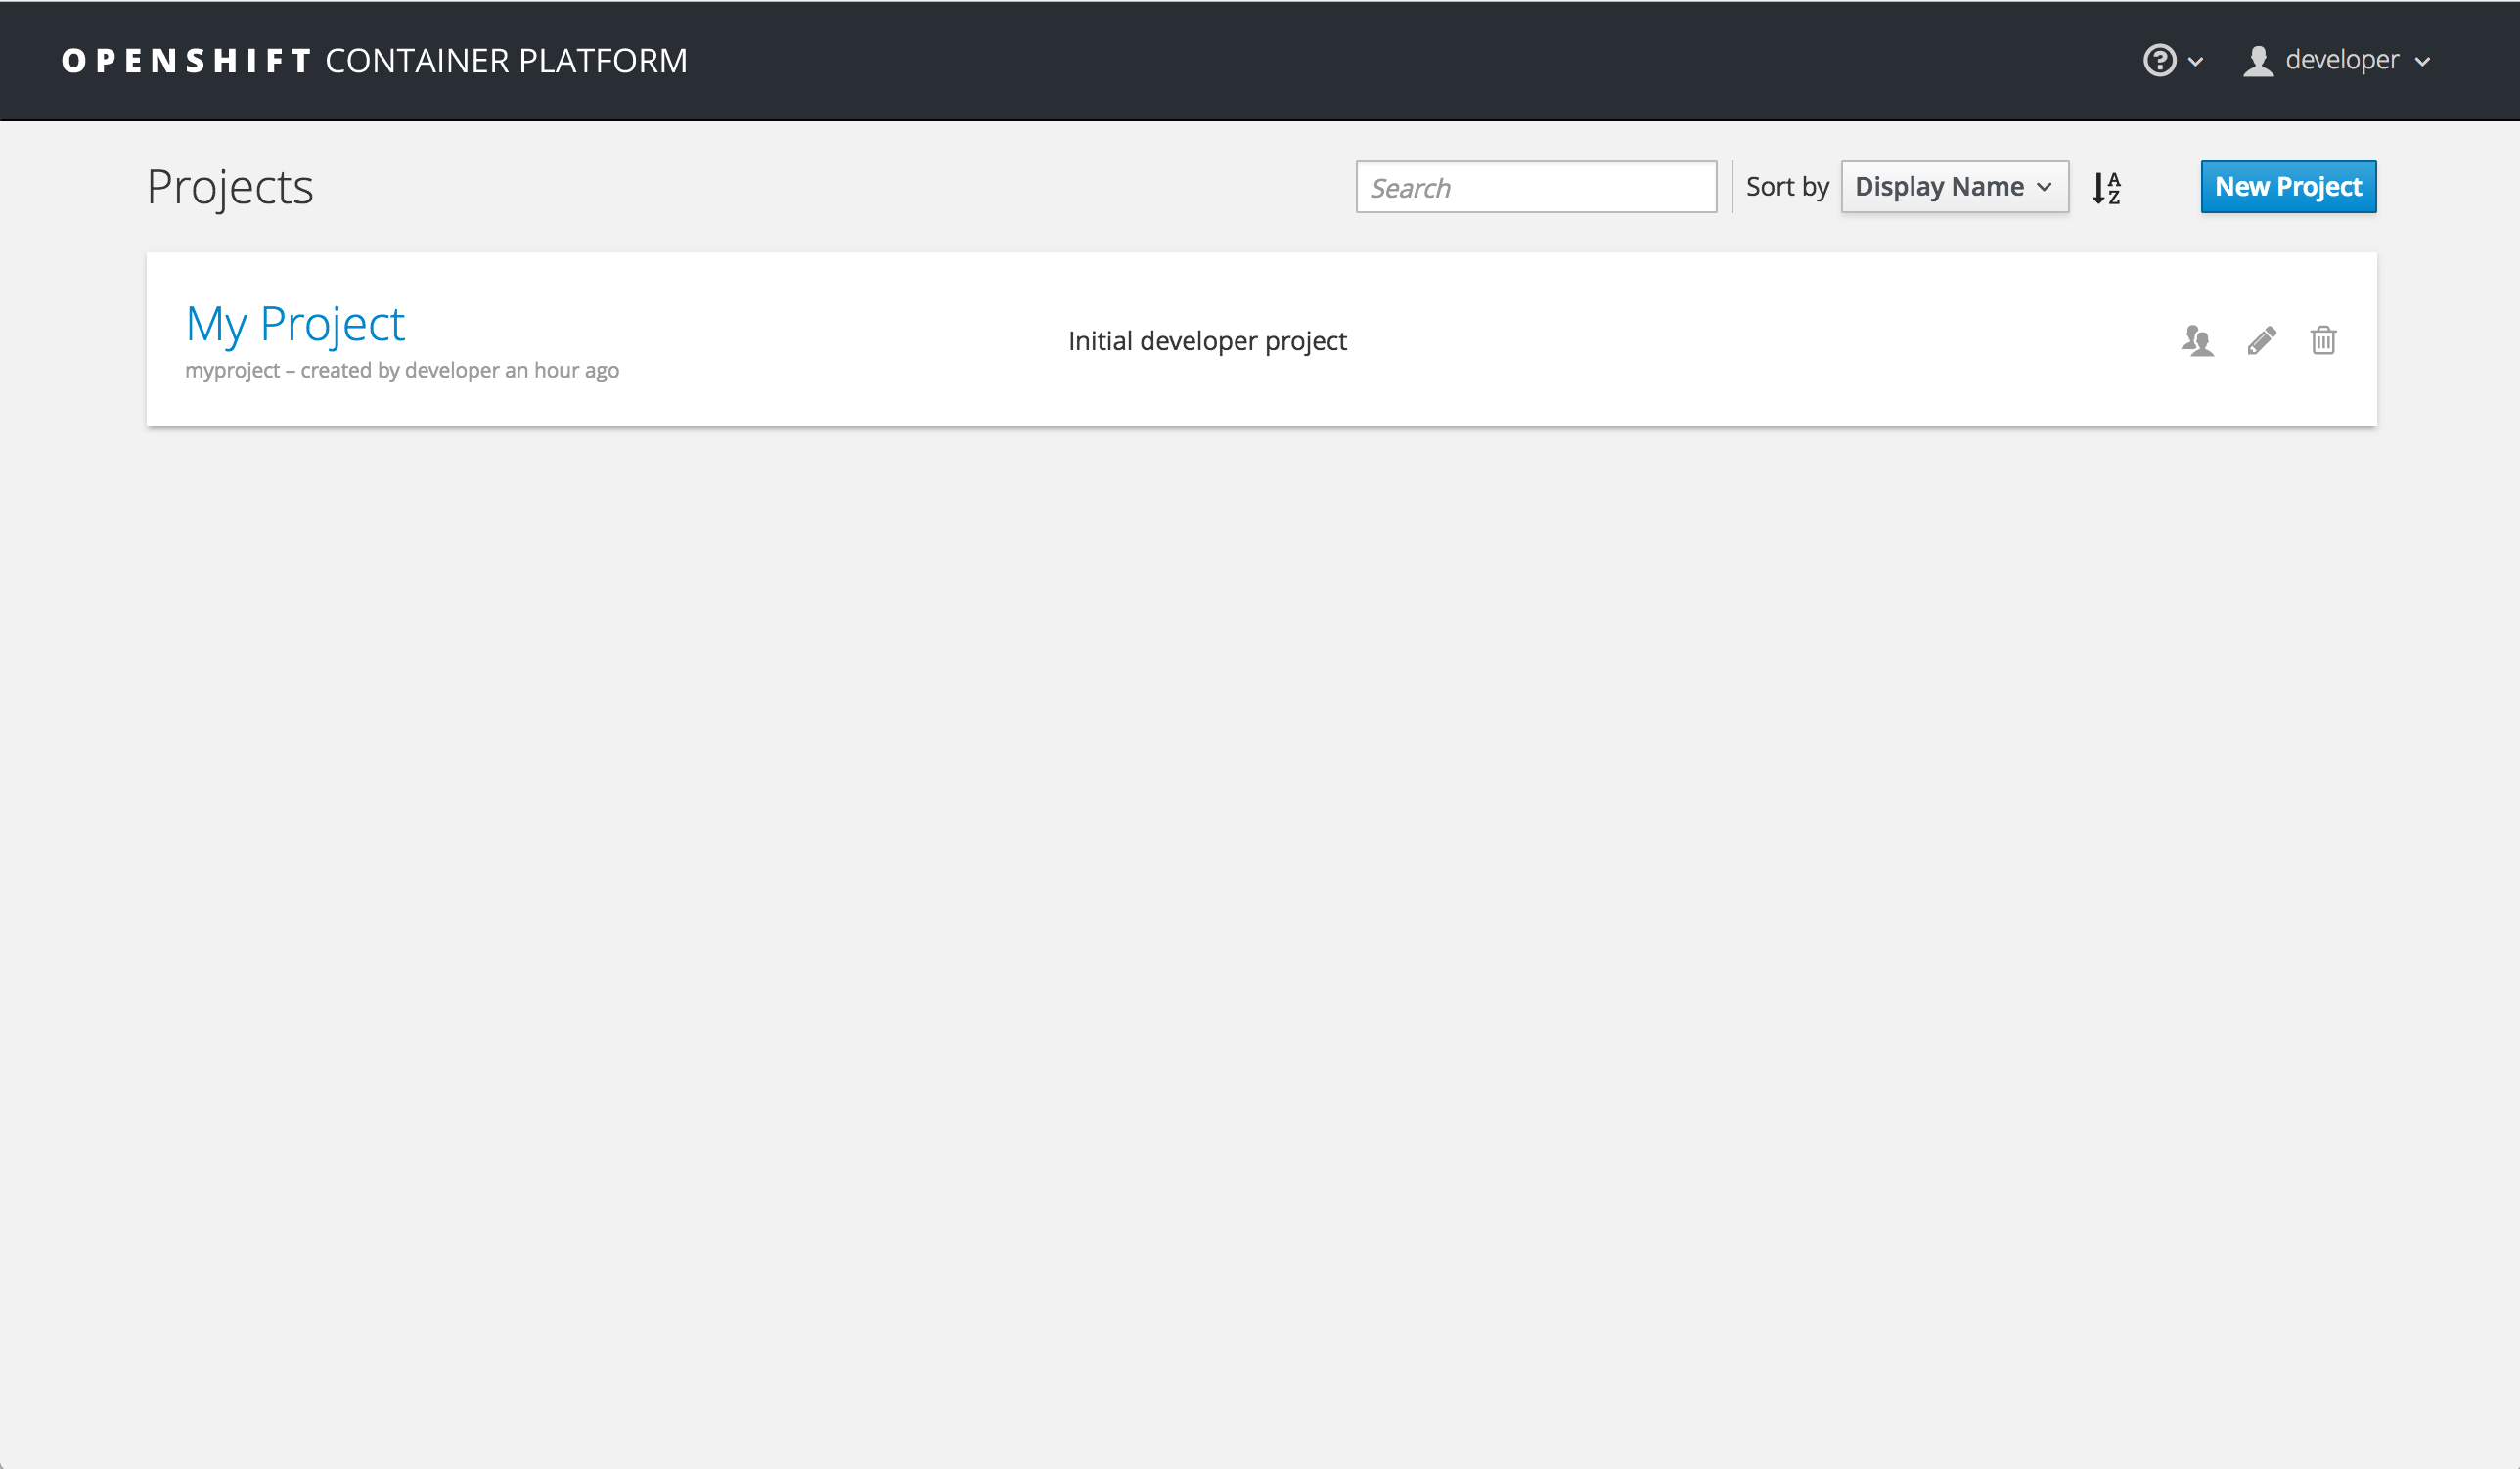 OPENSHIFT CONTAINER PLATFORM
developer
Projects
Search
Sort by
Display Name
New Project
My Project
myproject – created by developer an hour ago
Initial developer project